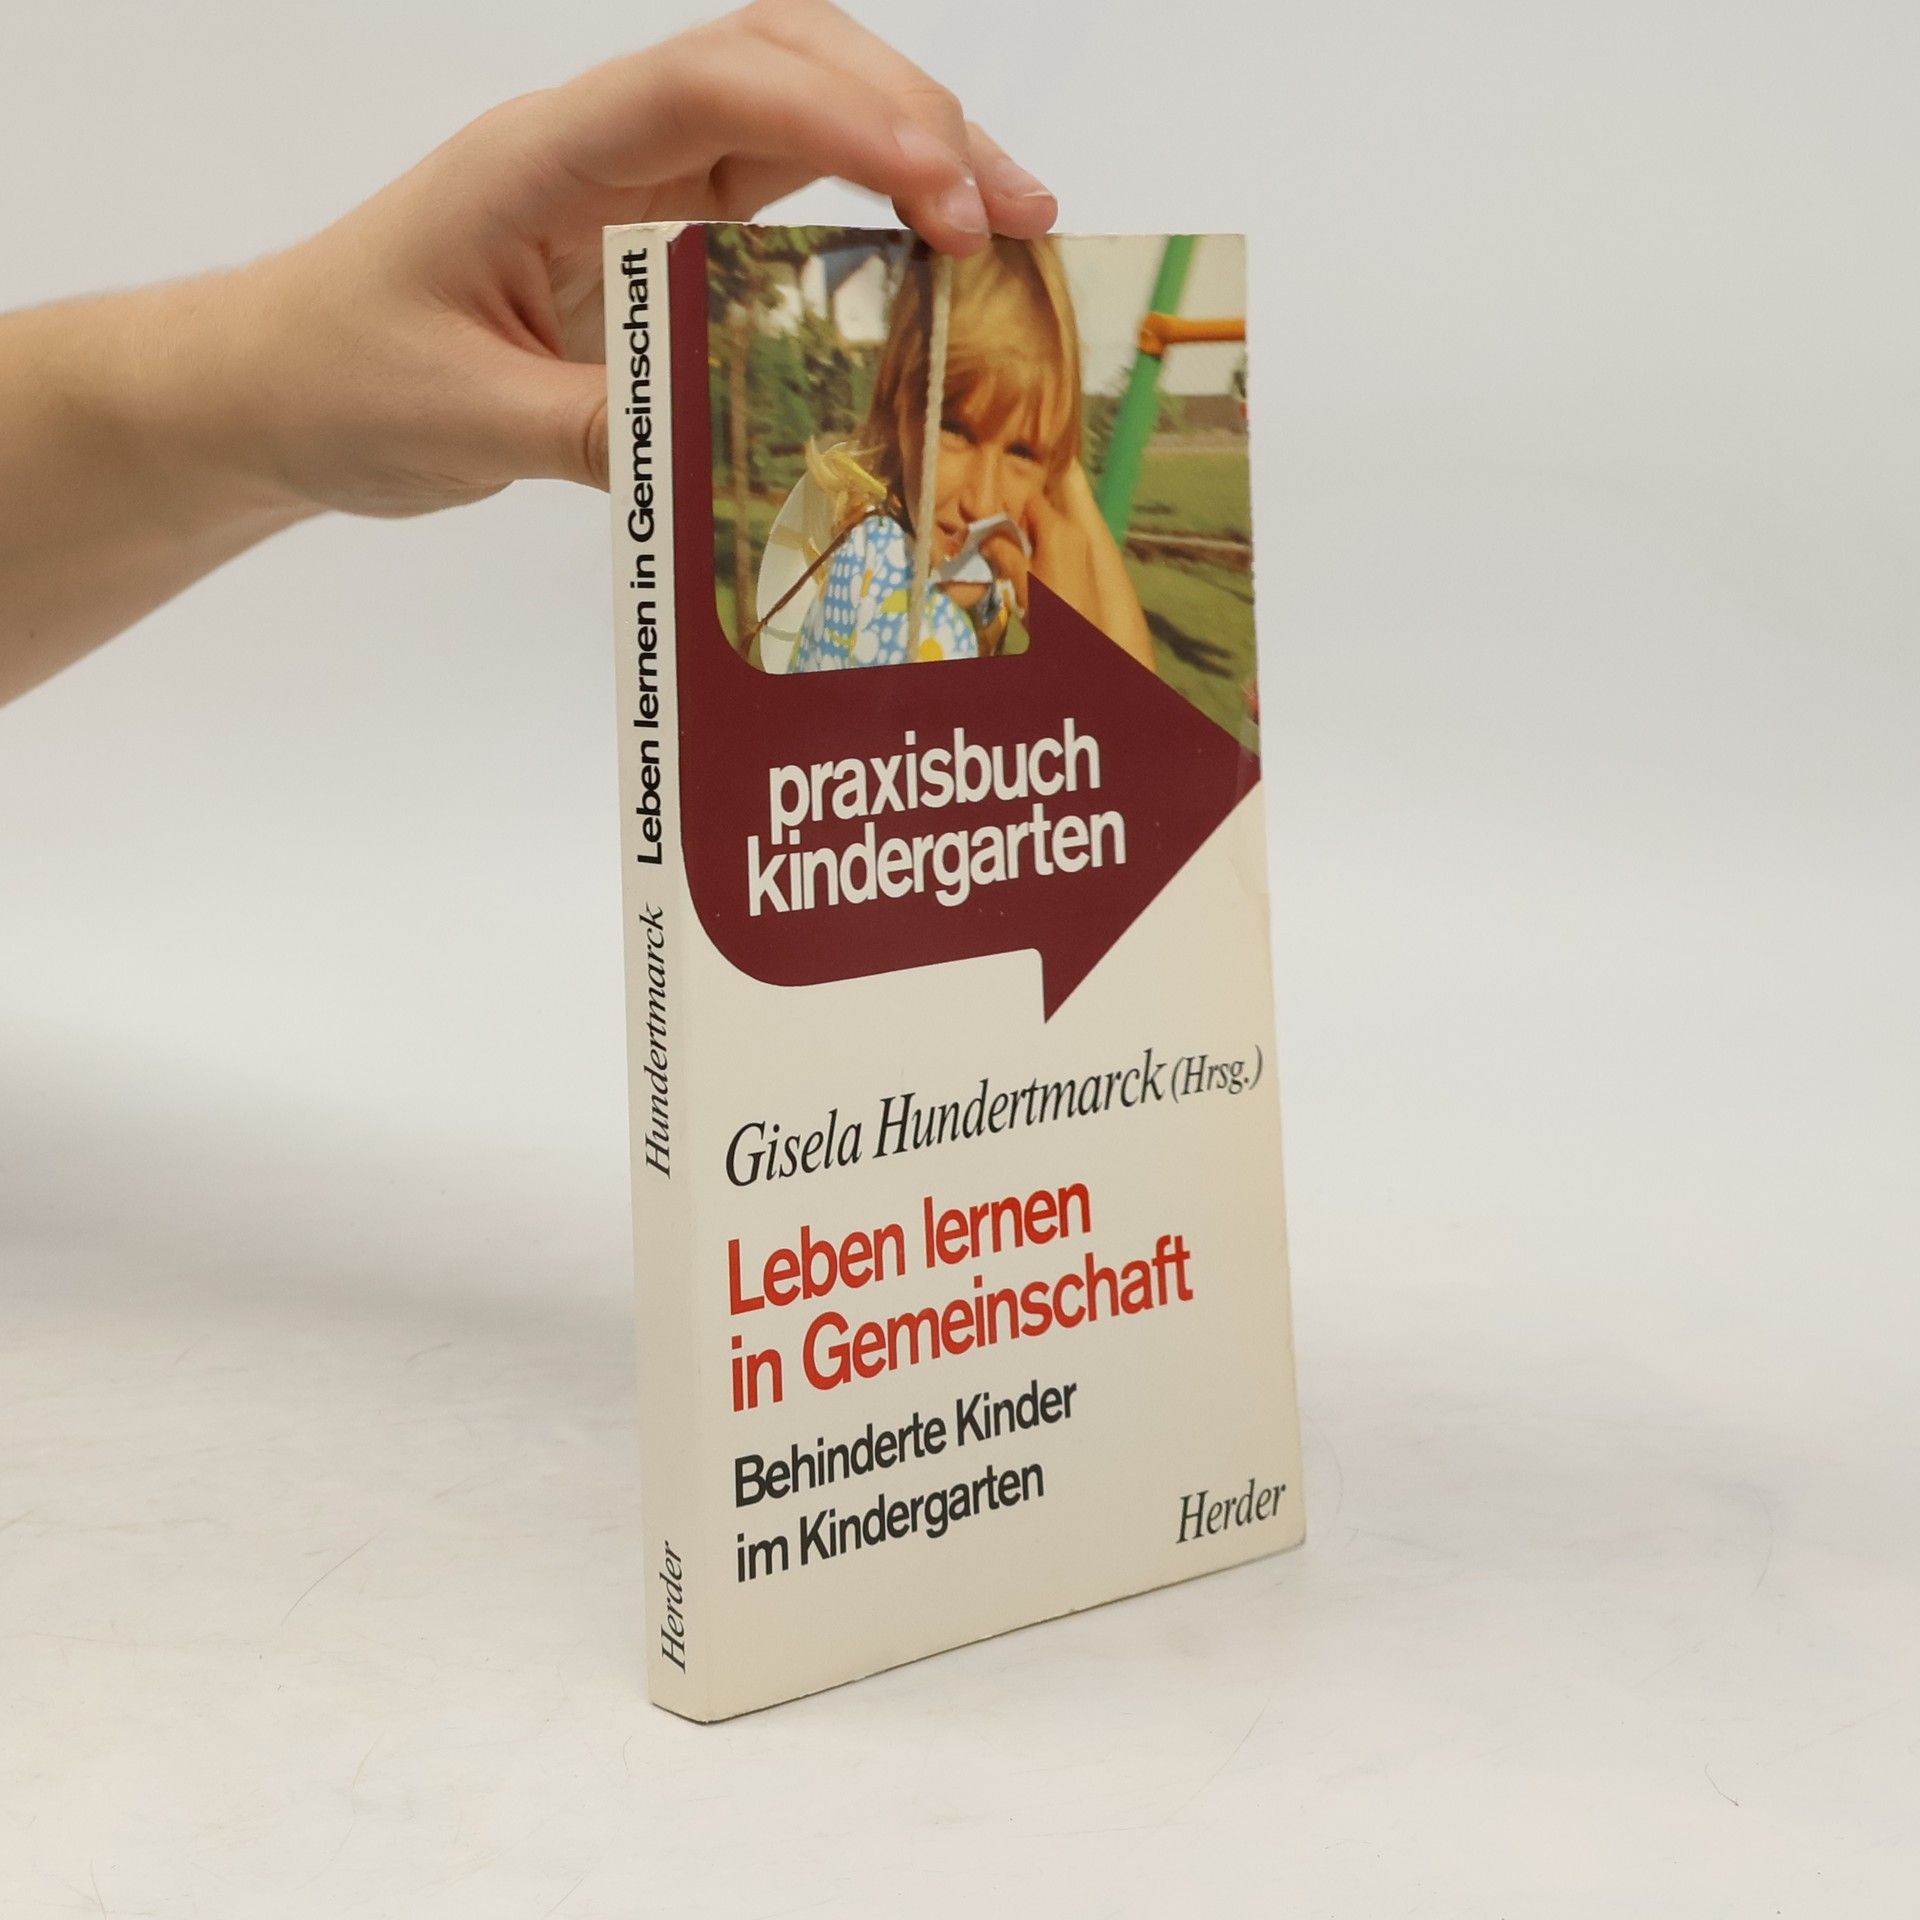 Leben lernen in Gemeinschaft
Hundertmarck
Herder
praxisbuch
kindergarten
Gisela Hundertmarck (Hrsg.)
Leben lernen
in Gemeinschaft
Behinderte Kinder
im Kindergarten
Herder